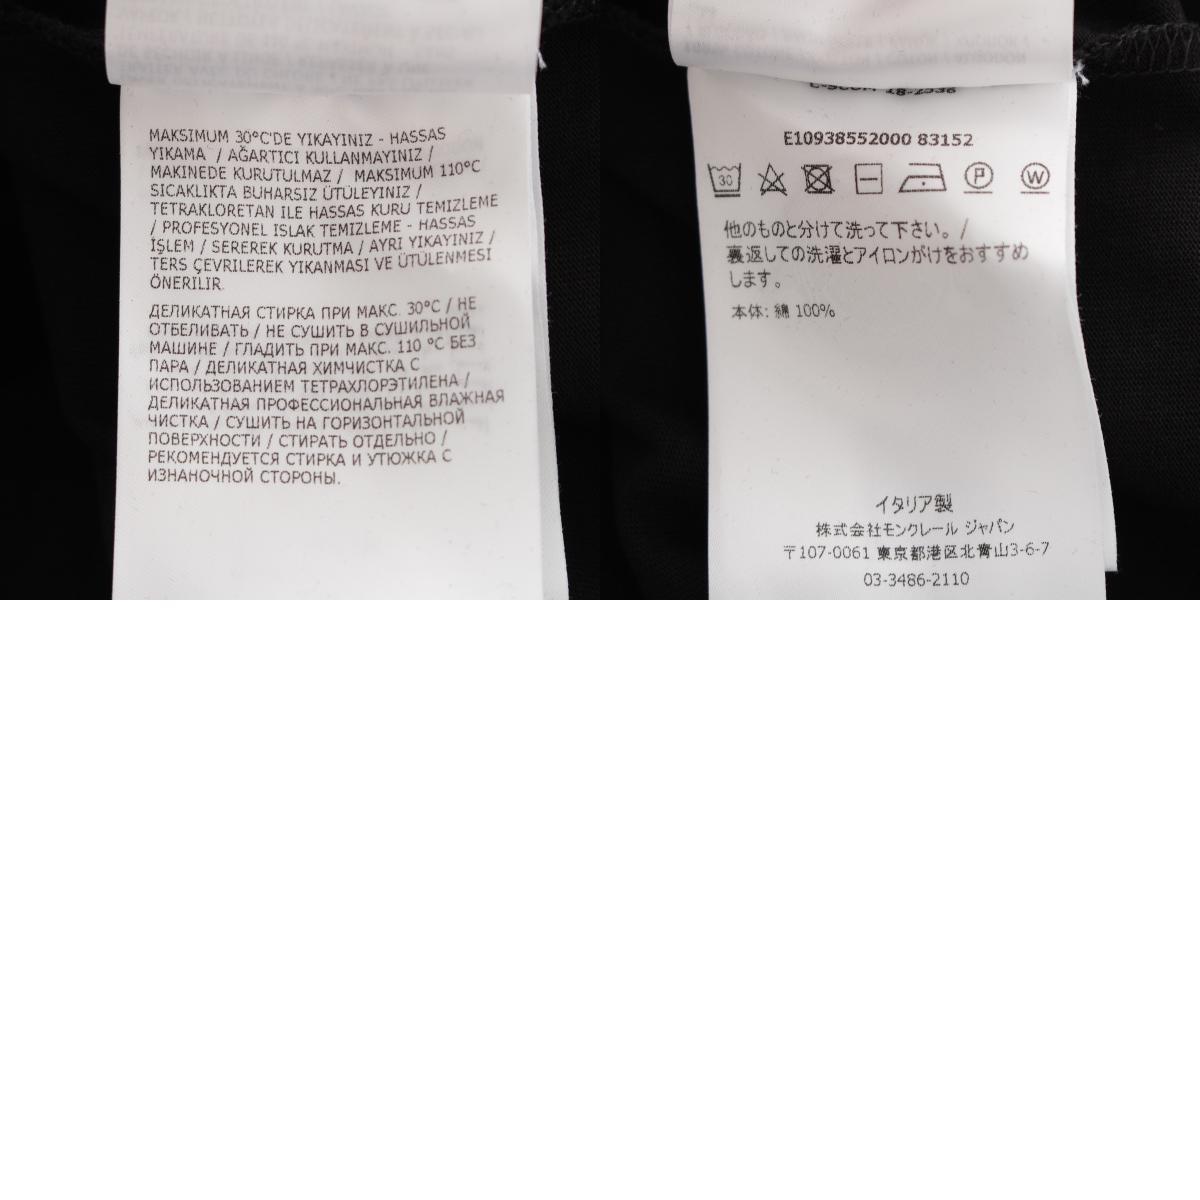 MAKSIMUM 30°C'DE YIKAYINIZ - HASSAS
YIKAMA / AĞARTICI KULLANMAYINIZ /
MAKINEDE KURUTULMAZ / MAKSIMUM 110°C
SICAKLIKTA BUHARSIZ ÜTÜLEYINIZ /
TETRAKLORETAN ILE HASSAS KURU TEMIZLEME
/ PROFESYONEL ISLAK TEMIZLEME - HASSAS
İŞLEM / SEREREK KURUTMA / AYRI YIKAYINIZ /
TERS ÇEVRILEREK YIKANMASI VE ÜTÜLENMESI
ÖNERILIR.
ДЕЛИКАТНАЯ СТИРКА ПРИ МАКС. 30°C / НЕ
ОТБЕЛИВАТЬ / НЕ СУШИТЬ В СУШИЛЬНОЙ
МАШИНЕ / ГЛАДИТЬ ПРИ МАКС. 110 °C БЕЗ
ПАРА / ДЕЛИКАТНАЯ ХИМЧИСТКА С
ИСПОЛЬЗОВАНИЕМ ТЕТРАХЛОРЭТИЛЕНА /
ДЕЛИКАТНАЯ ПРОФЕССИОНАЛЬНАЯ ВЛАЖНАЯ
ЧИСТКА / СУШИТЬ НА ГОРИЗОНТАЛЬНОЙ
ПОВЕРХНОСТИ / СТИРАТЬ ОТДЕЛЬНО /
РЕКОМЕНДУЕТСЯ СТИРКА И УТЮЖКА С
ИЗНАНОЧНОЙ СТОРОНЫ.
E10938552000 83152
30 P W
他のものと分けて洗って下さい。/
裏返しての洗濯とアイロンがけをおすすめ
します。
本体: 綿 100%
イタリア製
株式会社モンクレール ジャパン
〒107-0061 東京都港区北青山3-6-7
03-3486-2110